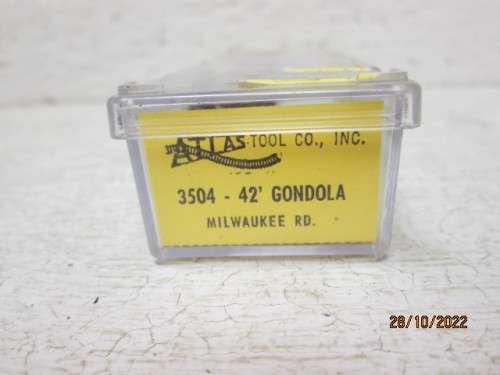 ATLAS TOOL CO., INC.
3504 - 42' GONDOLA
MILWAUKEE RD.
28/10/2022